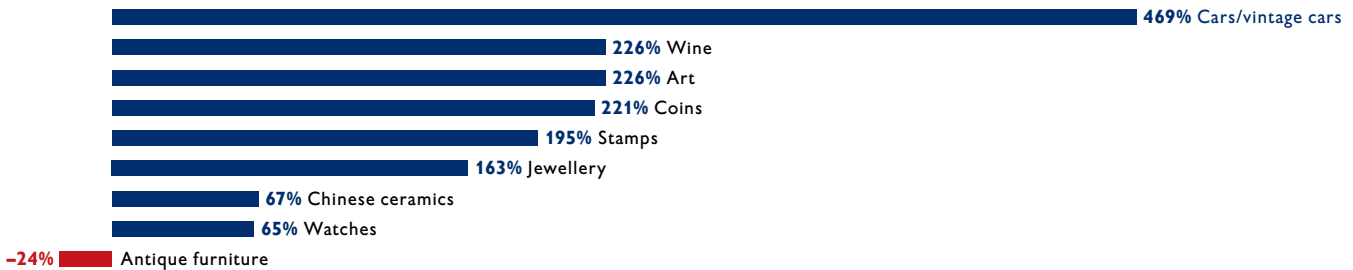 469% Cars/vintage cars
226% Wine
226% Art
221% Coins
195% Stamps
163% Jewellery
67% Chinese ceramics
65% Watches
–24% Antique furniture